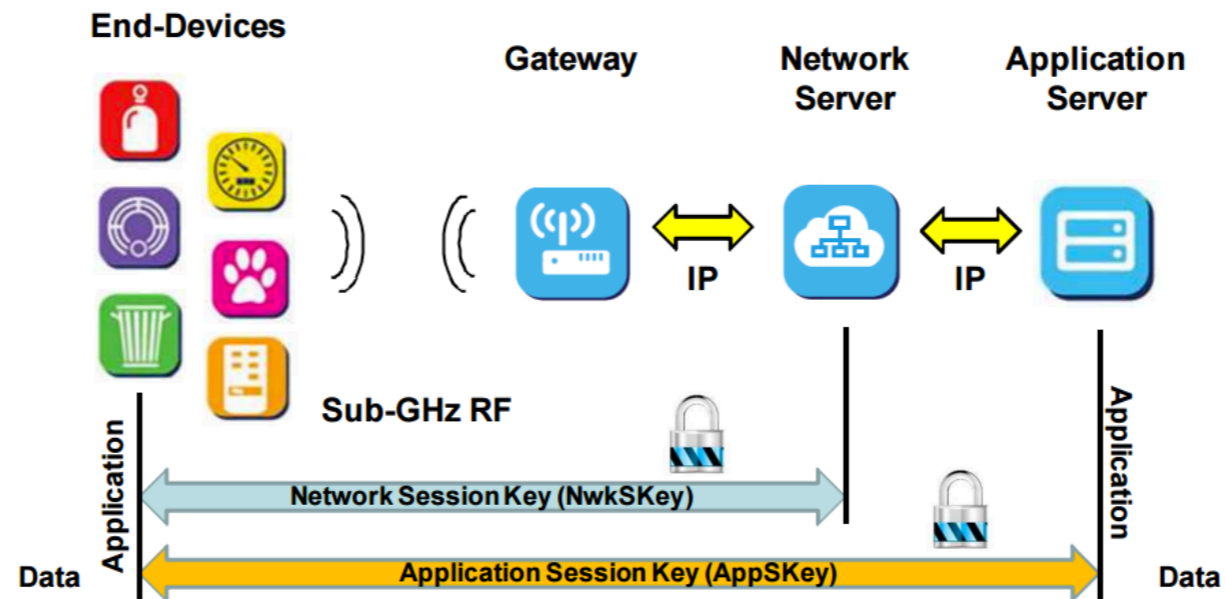 End-Devices
Gateway
Network
Server
Application
Server
IP
IP
Sub-GHz RF
Application
Application
Network Session Key (NwkSKey)
Data
Application Session Key (AppSKey)
Data